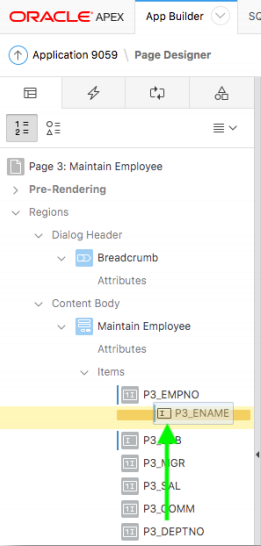 ORACLE APEX App Builder SQ
Application 9059 \ Page Designer
Page 3: Maintain Employee
Pre-Rendering
Regions
Dialog Header
Breadcrumb
Attributes
Content Body
Maintain Employee
Attributes
Items
P3_EMPNO
P3_ENAME
P3_MGR
P3_SAL
P3_COMM
P3_DEPTNO